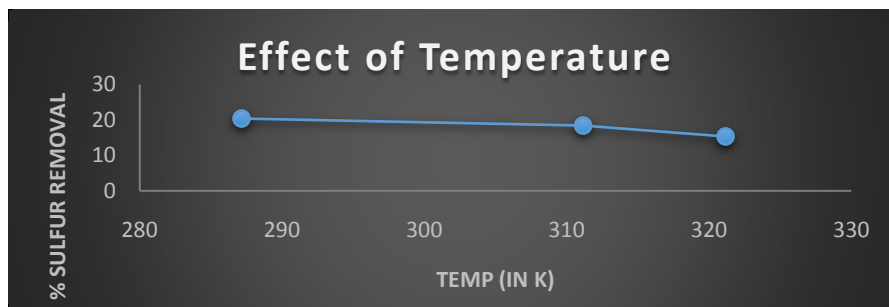 Effect of Temperature
30
20
10
0
280 290 300 310 320 330
% SULFUR REMOVAL
TEMP (IN K)